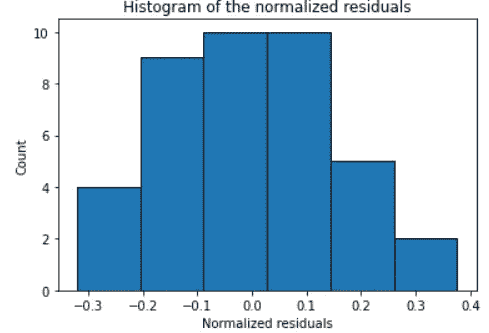 Histogram of the normalized residuals
10
8
6
4
2
0
Count
−0.3 −0.2 −0.1 0.0 0.1 0.2 0.3 0.4
Normalized residuals